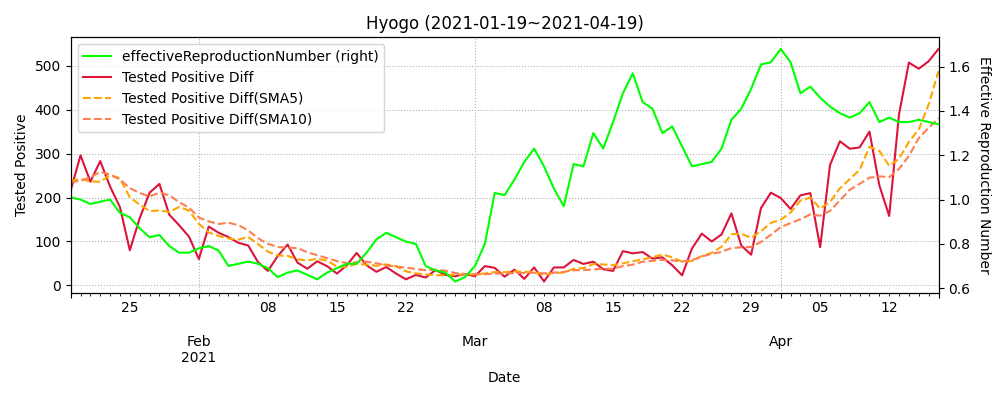 Hyogo (2021-01-19~2021-04-19)
effectiveReproductionNumber (right)
Tested Positive Diff
Tested Positive Diff(SMA5)
Tested Positive Diff(SMA10)
Tested Positive
500
400
300
200
100
0
1.6
1.4
1.2
1.0
0.8
0.6
Effective Reproduction Number
25 08 15 22 08 15 22 29 05 12
Feb Mar Apr
2021
Date